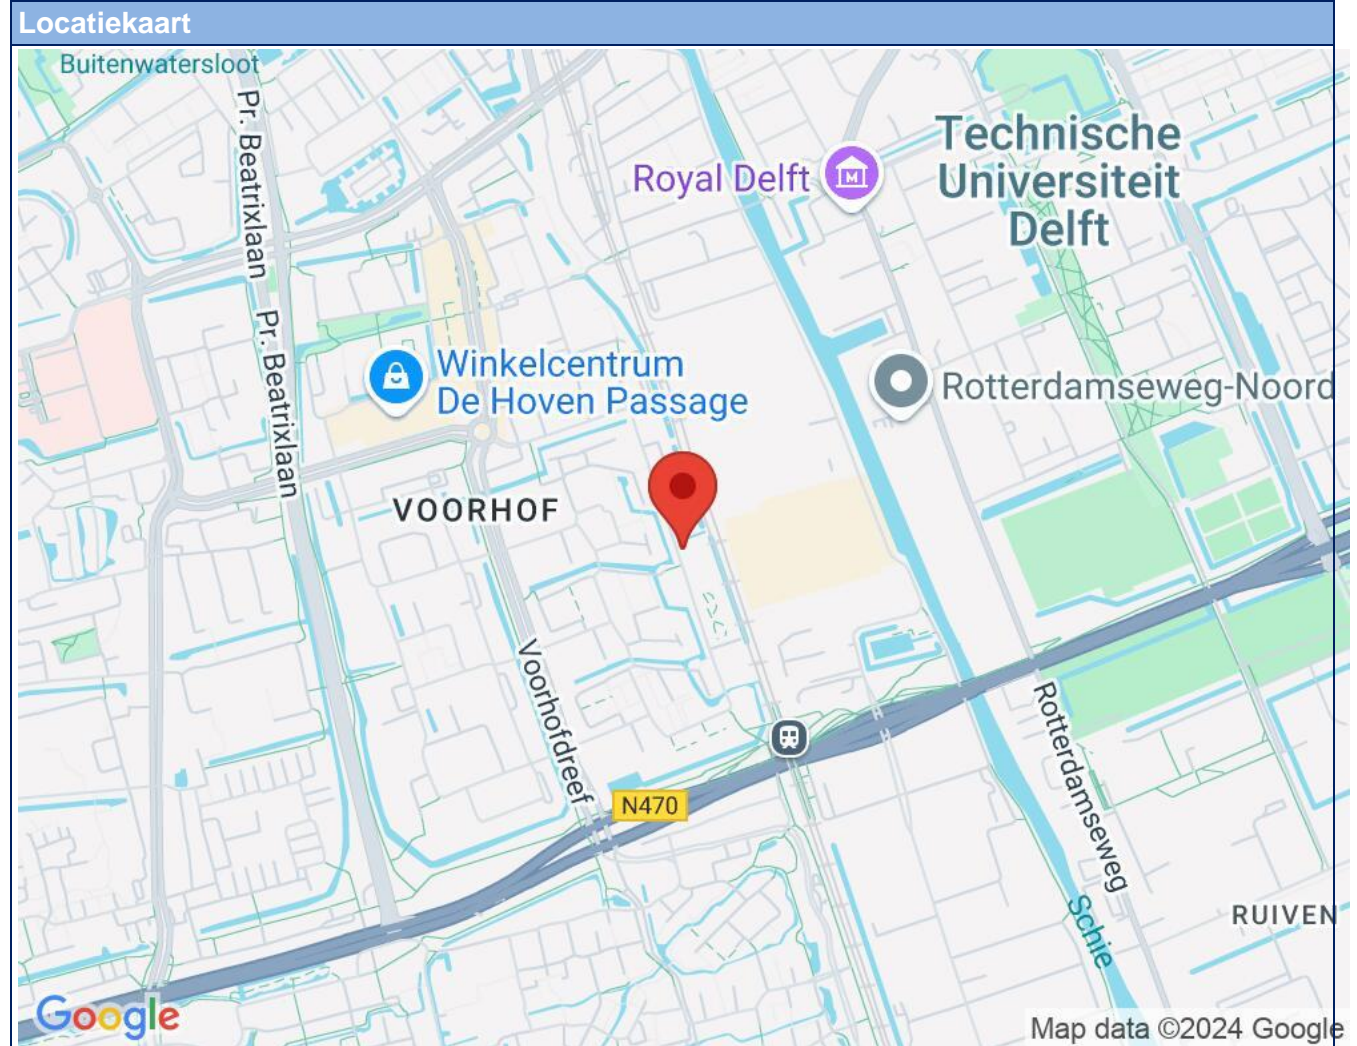 Locatiekaart
Buitenwatersloot
Pr. Beatrixlaan
Pr. Beatrixlaan
Royal Delft
Technische
Universiteit
Delft
Winkelcentrum
De Hoven Passage
Rotterdamseweg-Noord
VOORHOF
Voorhofdreef
N470
Rotterdamseweg
Schie
RUIVEN
Google
Map data ©2024 Google